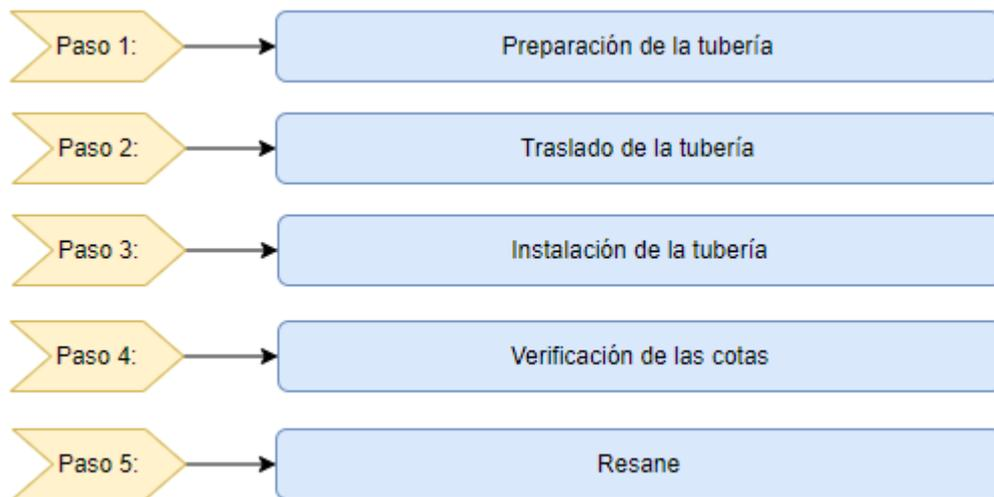 Paso 1: Preparación de la tubería
Paso 2: Traslado de la tubería
Paso 3: Instalación de la tubería
Paso 4: Verificación de las cotas
Paso 5: Resane